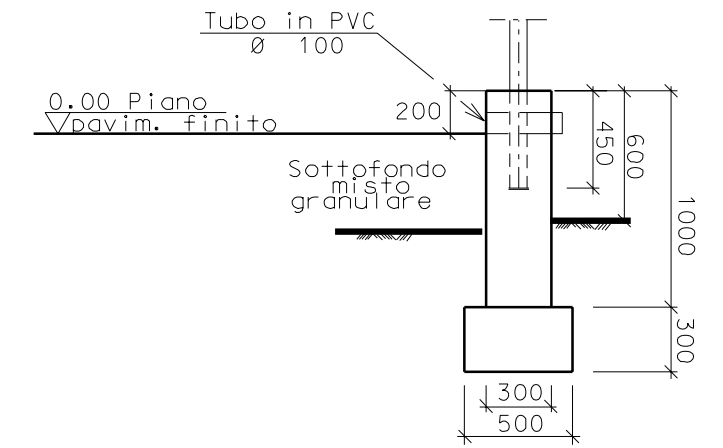 Tubo in PVC
Ø 100
0.00 Piano
pavim. finito
200
Sottofondo
misto
granulare
450
600
1000
300
300
500